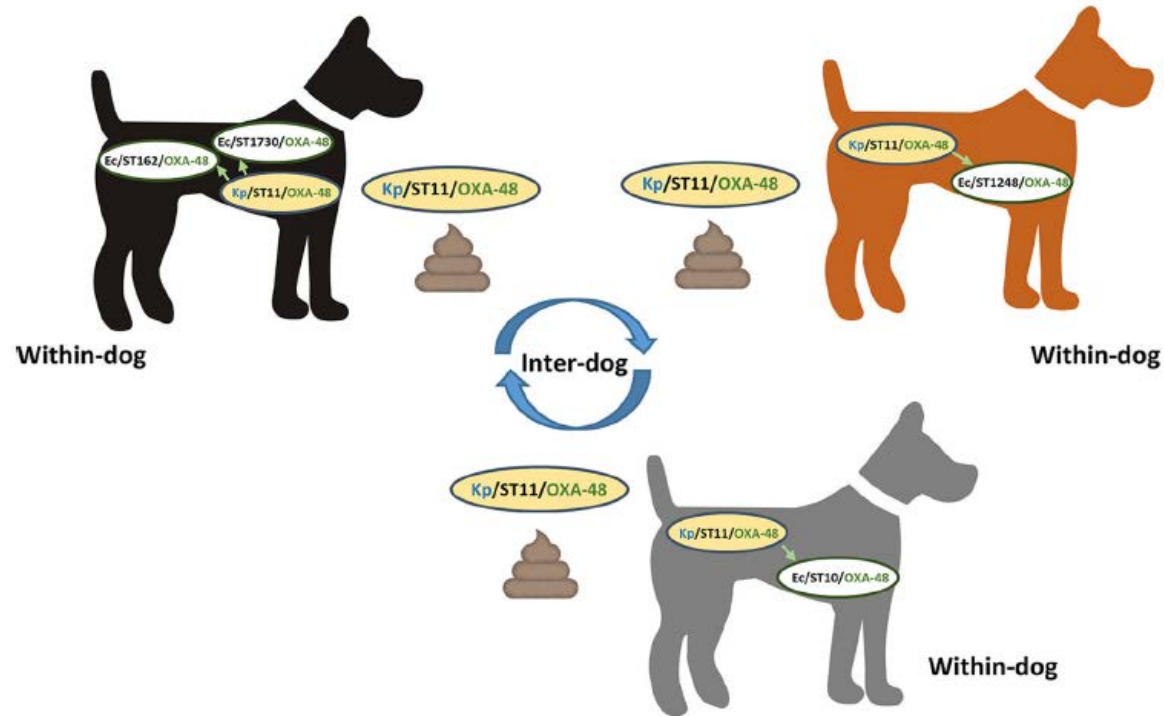 Ec/ST1730/OXA-48
Ec/ST162/OXA-48
Kp/ST11/OXA-48
Kp/ST11/OXA-48
Within-dog
Kp/ST11/OXA-48
Kp/ST11/OXA-48
Ec/ST1248/OXA-48
Within-dog
Inter-dog
Kp/ST11/OXA-48
Kp/ST11/OXA-48
Ec/ST10/OXA-48
Within-dog